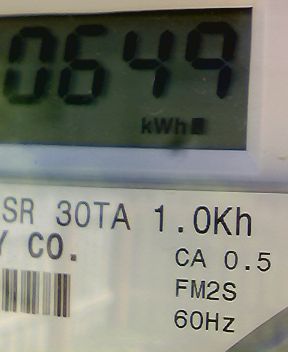 0649
kWh
SR 30TA 1.0Kh
Y CO.
CA 0.5
FM2S
60Hz